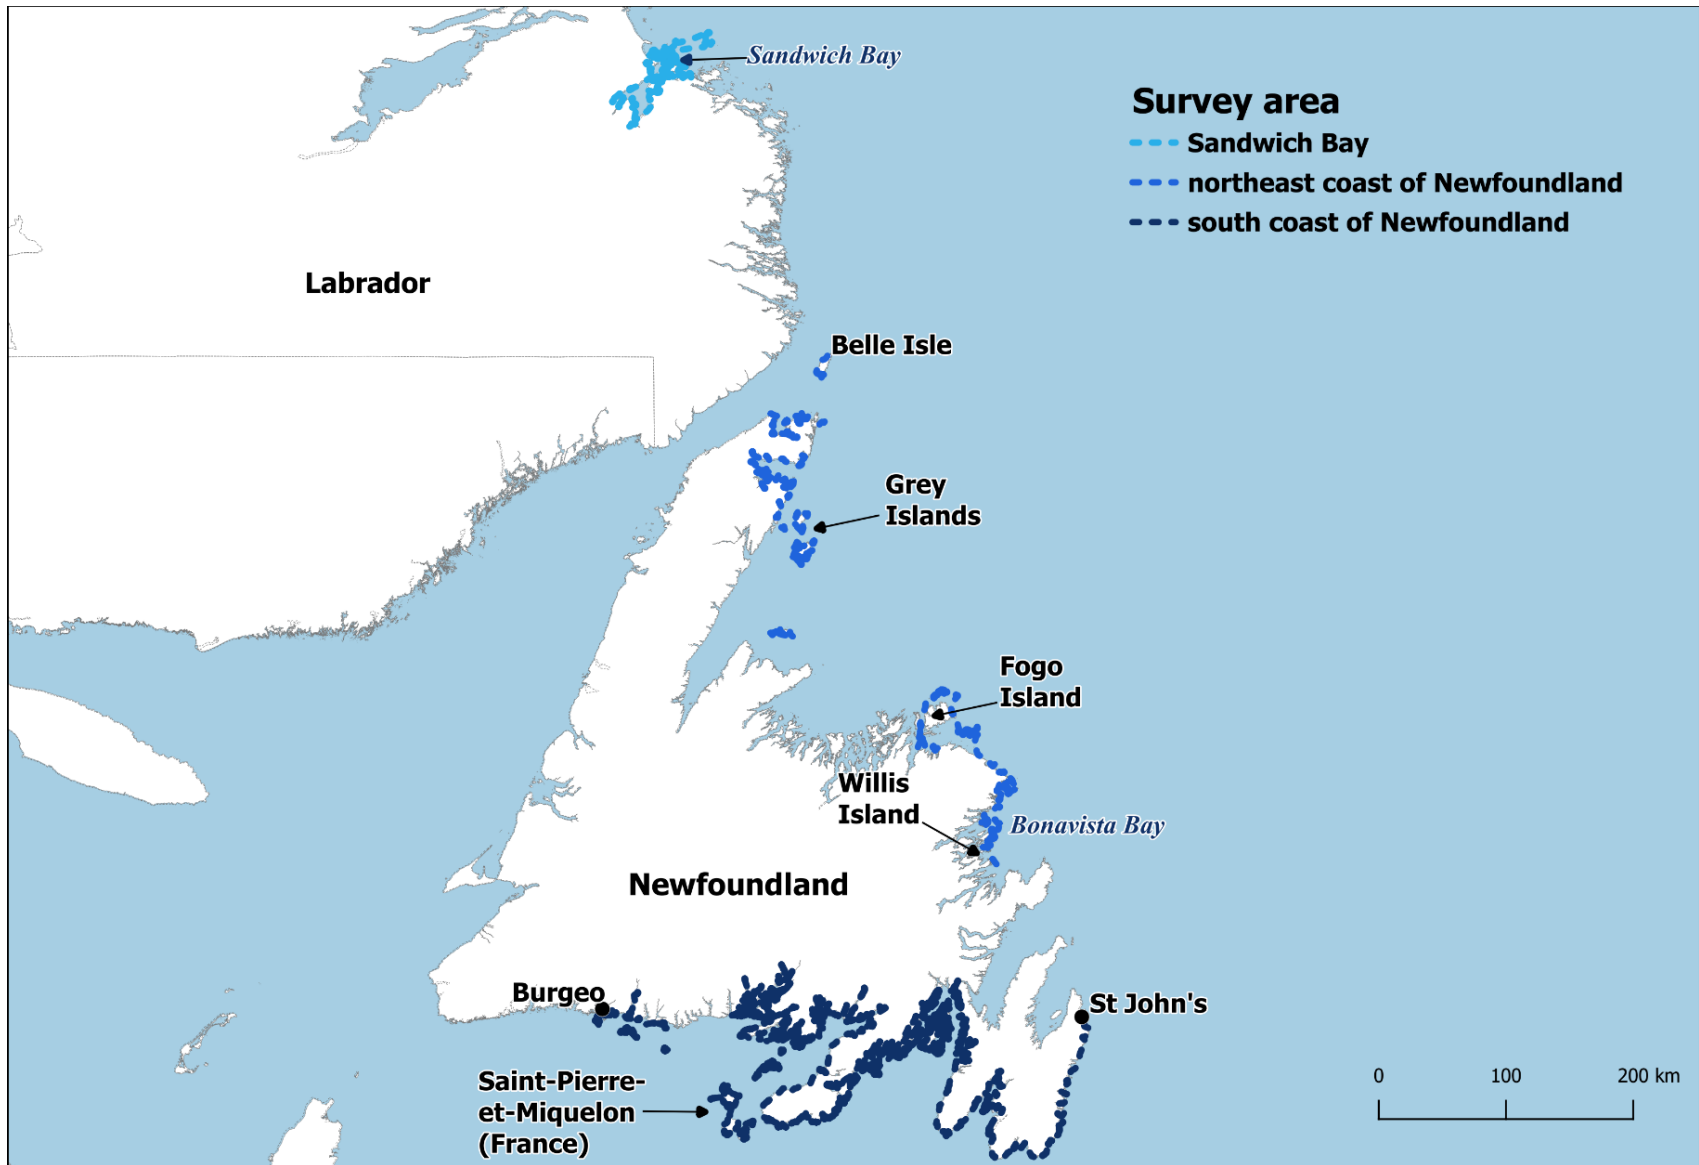 Sandwich Bay
Survey area
Sandwich Bay
northeast coast of Newfoundland
south coast of Newfoundland
Labrador
Belle Isle
Grey
Islands
Fogo
Island
Willis
Island
Bonavista Bay
Newfoundland
Burgeo
St John's
Saint-Pierre-
et-Miquelon
(France)
0 100 200 km